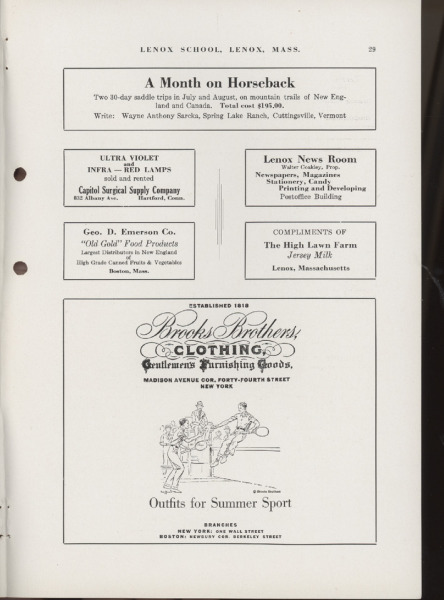 LENOX SCHOOL, LENOX, MASS. 29
A Month on Horseback
Two 30-day saddle trips in July and August, on mountain trails of New Eng-
land and Canada. Total cost $195.00.
Write: Wayne Anthony Sarcka, Spring Lake Ranch, Cuttingsville, Vermont
ULTRA VIOLET
and
INFRA — RED LAMPS
sold and rented
Capitol Surgical Supply Company
832 Albany Ave. Hartford, Conn.
Lenox News Room
Walter Coakley, Prop.
Newspapers, Magazines
Stationery, Candy
Printing and Developing
Postoffice Building
Geo. D. Emerson Co.
"Old Gold" Food Products
Largest Distributors in New England
of
High Grade Canned Fruits & Vegetables
Boston, Mass.
COMPLIMENTS OF
The High Lawn Farm
Jersey Milk
Lenox, Massachusetts
ESTABLISHED 1818
Brooks Brothers,
CLOTHING,
Gentlemen's Furnishing Goods,
MADISON AVENUE COR. FORTY-FOURTH STREET
NEW YORK
© Brooks Brothers
Outfits for Summer Sport
BRANCHES
NEW YORK: ONE WALL STREET
BOSTON: NEWBURY COR. BERKELEY STREET